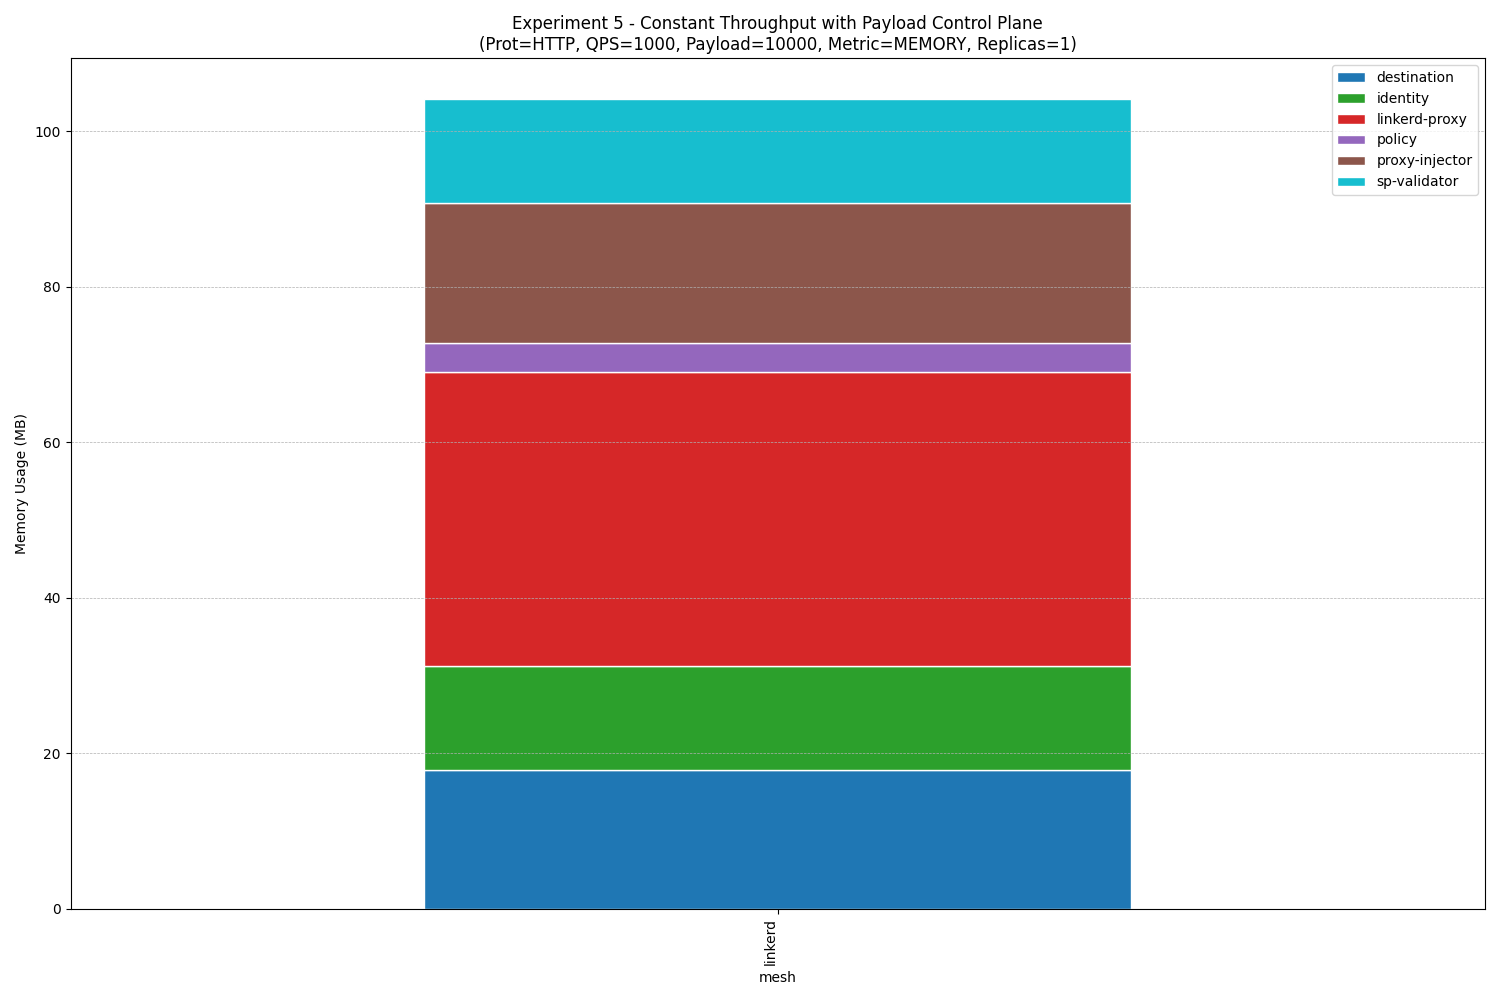 Experiment 5 - Constant Throughput with Payload Control Plane
(Prot=HTTP, QPS=1000, Payload=10000, Metric=MEMORY, Replicas=1)
destination
identity
linkerd-proxy
policy
proxy-injector
sp-validator
100
80
60
40
20
0
Memory Usage (MB)
linkerd
mesh